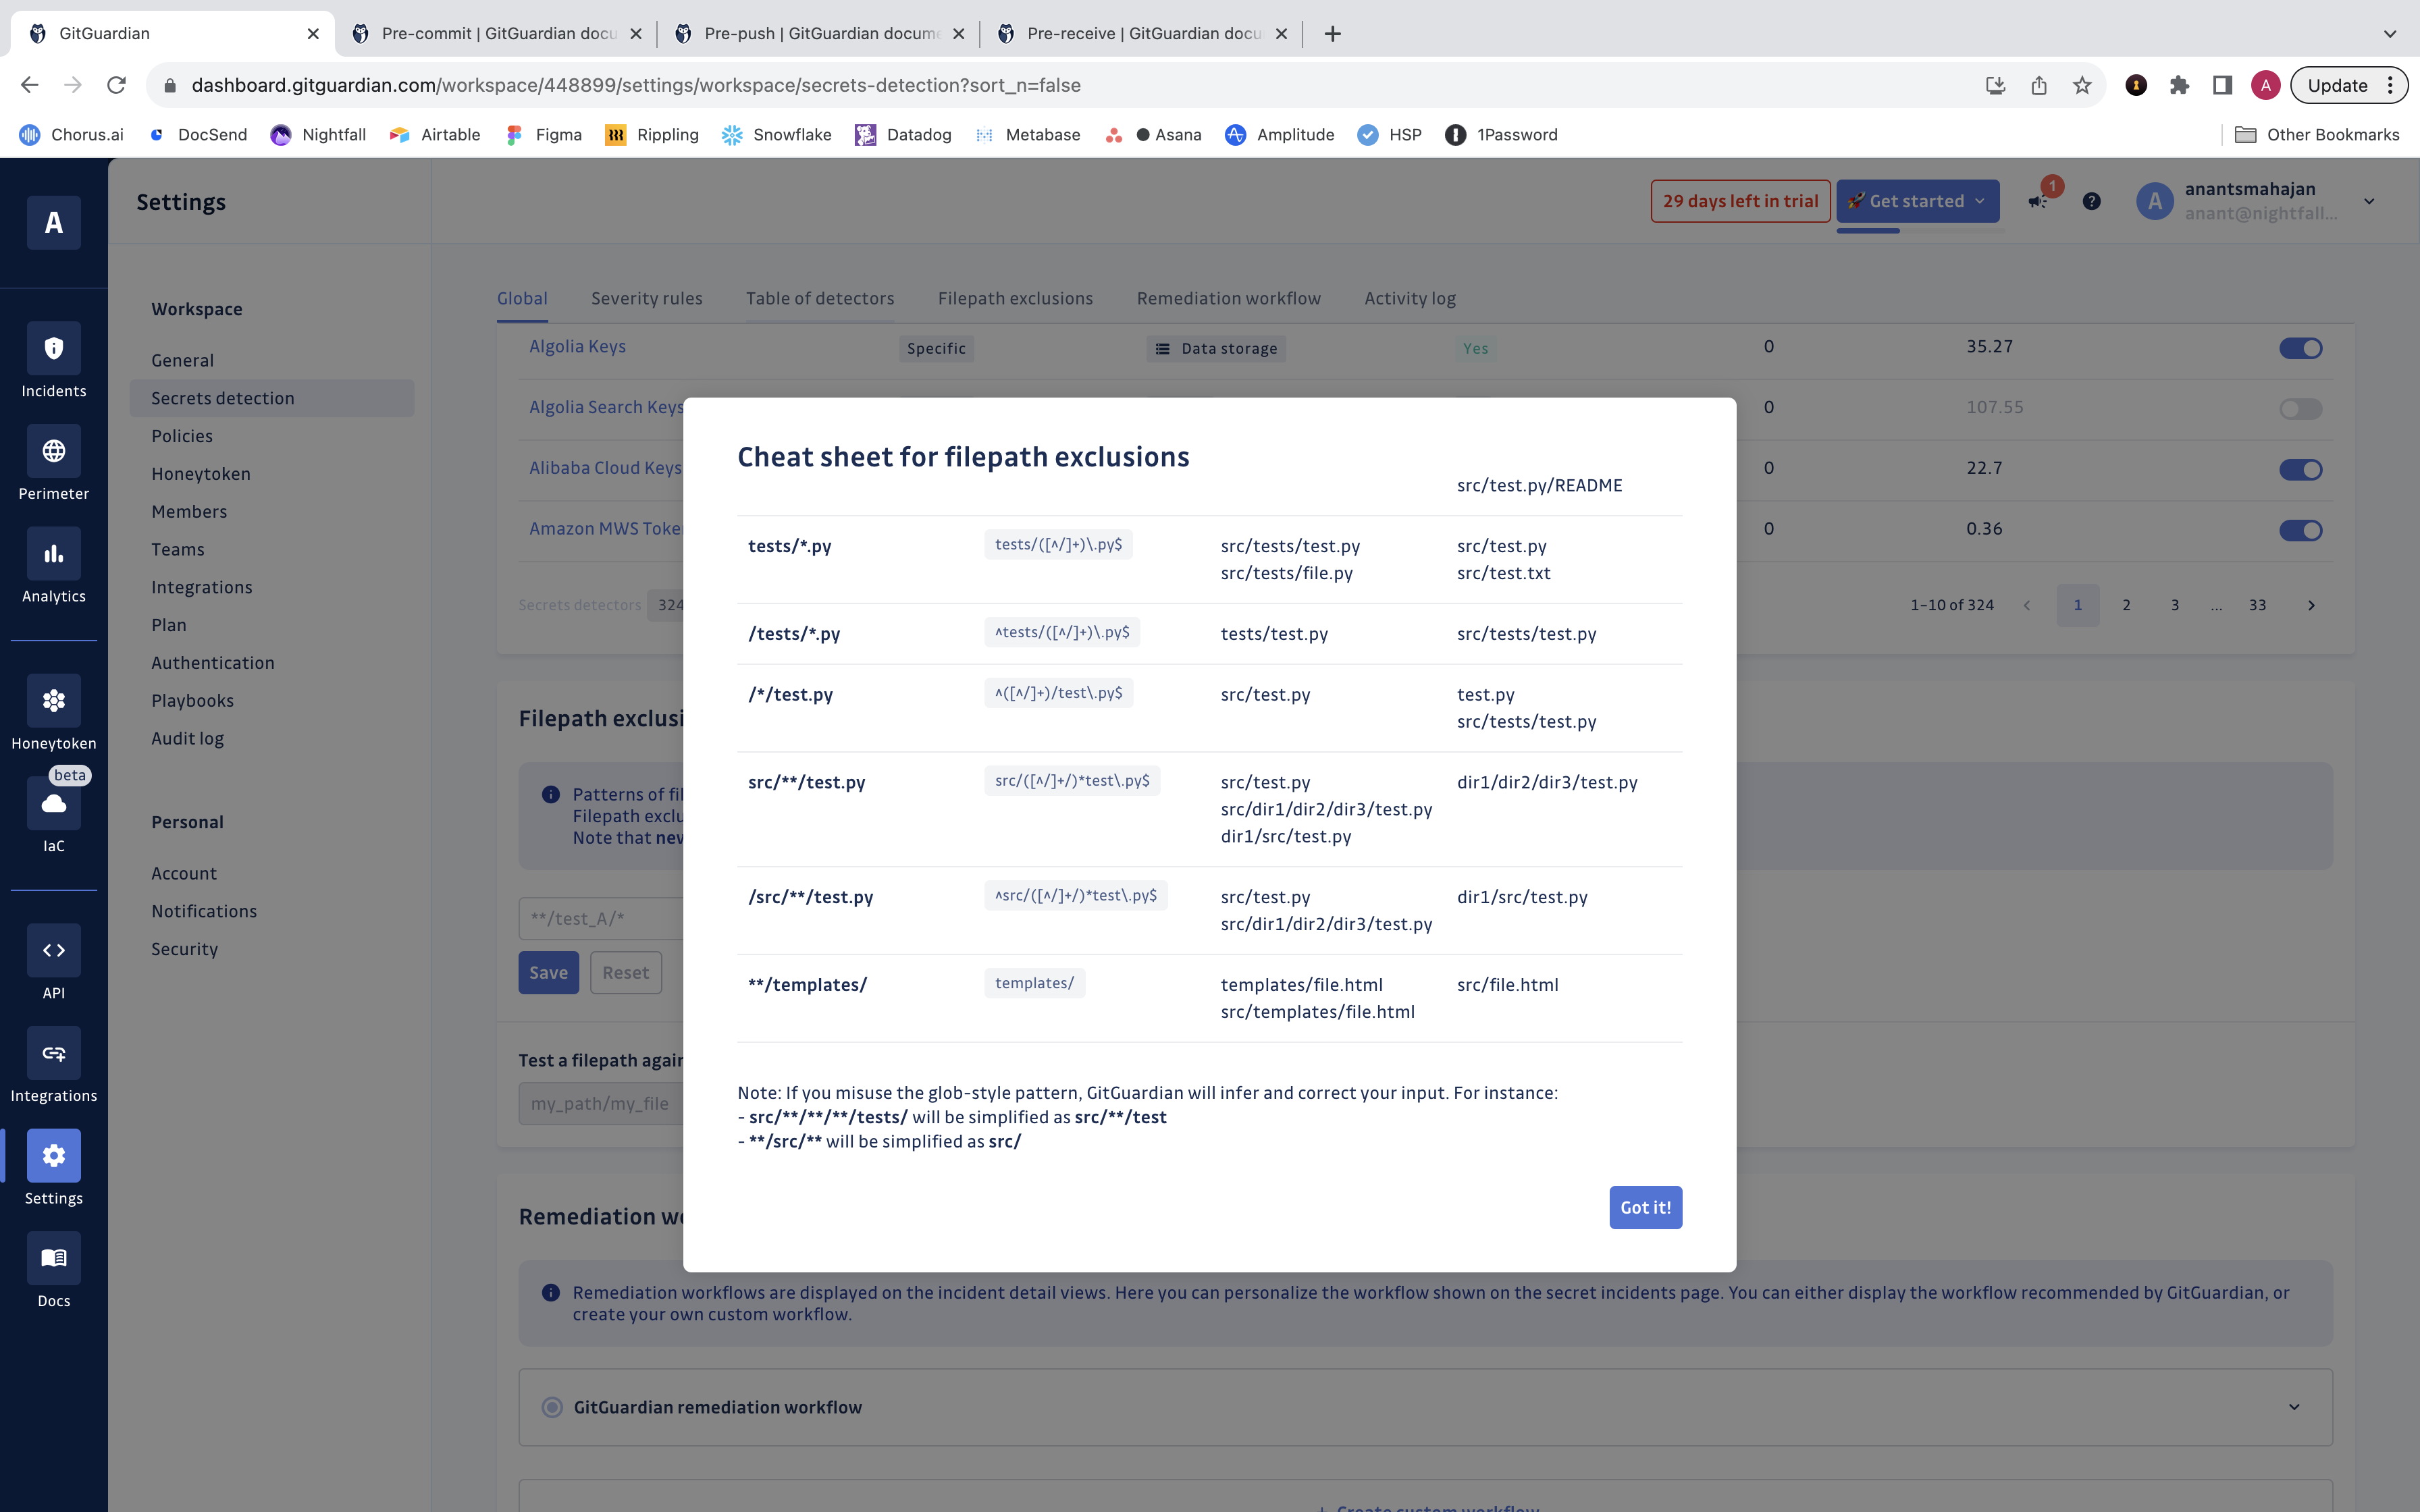 GitGuardian
Pre-commit | GitGuardian docu
Pre-push | GitGuardian docume
Pre-receive | GitGuardian docu
dashboard.gitguardian.com/workspace/448899/settings/workspace/secrets-detection?sort_n=false
A
Update
Chorus.ai
DocSend
Nightfall
Airtable
Figma
Rippling
Snowflake
Datadog
Metabase
Asana
Amplitude
HSP
1Password
Other Bookmarks
A
Incidents
Perimeter
Analytics
Honeytoken
beta
IaC
API
Integrations
Settings
Docs
Settings
Workspace
General
Secrets detection
Policies
Honeytoken
Members
Teams
Integrations
Plan
Authentication
Playbooks
Audit log
Personal
Account
Notifications
Security
29 days left in trial
🚀 Get started
1
A
anantsmahajan
anant@nightfall...
Global
Severity rules
Table of detectors
Filepath exclusions
Remediation workflow
Activity log
Algolia Keys Specific Data storage Yes 0 35.27
Algolia Search Keys 0 107.55
Alibaba Cloud Keys 0 22.7
Amazon MWS Toke 0 0.36
Secrets detectors 324
1–10 of 324 1 2 3 ... 33
Filepath exclusi
Patterns of fil
Filepath exclu
Note that nev
**/test_A/*
Save
Reset
Test a filepath again
my_path/my_file
Cheat sheet for filepath exclusions
src/test.py/README
tests/*.py tests/([^/]+)\.py$ src/tests/test.py src/test.py
src/tests/file.py src/test.txt
/tests/*.py ^tests/([^/]+)\.py$ tests/test.py src/tests/test.py
/*/test.py ^([^/]+)/test\.py$ src/test.py test.py
src/tests/test.py
src/**/test.py src/([^/]+/)*test\.py$ src/test.py dir1/dir2/dir3/test.py
src/dir1/dir2/dir3/test.py
dir1/src/test.py
/src/**/test.py ^src/([^/]+/)*test\.py$ src/test.py dir1/src/test.py
src/dir1/dir2/dir3/test.py
**/templates/ templates/ templates/file.html src/file.html
src/templates/file.html
Note: If you misuse the glob-style pattern, GitGuardian will infer and correct your input. For instance:
- src/**/**/**/tests/ will be simplified as src/**/test
- **/src/** will be simplified as src/
Got it!
Remediation w
Remediation workflows are displayed on the incident detail views. Here you can personalize the workflow shown on the secret incidents page. You can either display the workflow recommended by GitGuardian, or
create your own custom workflow.
GitGuardian remediation workflow
+ Create custom workflow